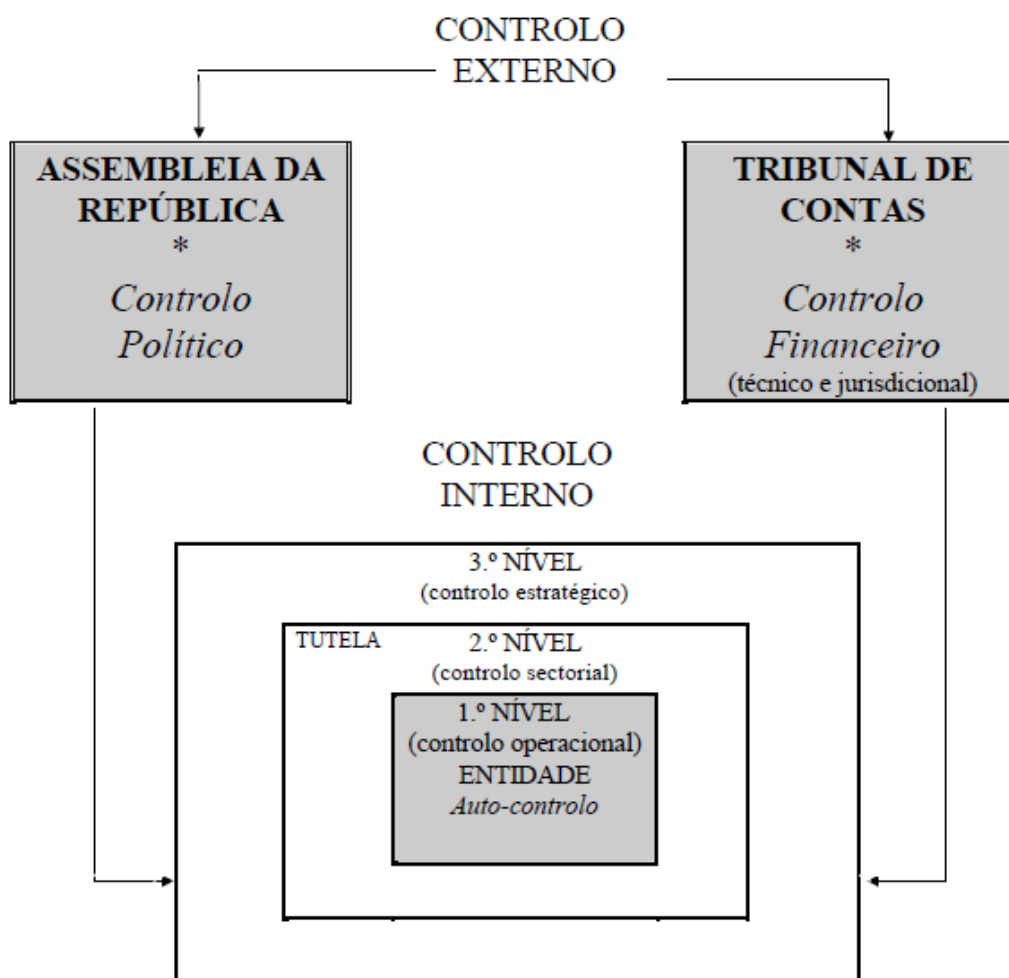 CONTROLO
EXTERNO
ASSEMBLEIA DA
REPÚBLICA
*
Controlo
Político
TRIBUNAL DE
CONTAS
*
Controlo
Financeiro
(técnico e jurisdicional)
CONTROLO
INTERNO
3.º NÍVEL
(controlo estratégico)
TUTELA
2.º NÍVEL
(controlo sectorial)
1.º NÍVEL
(controlo operacional)
ENTIDADE
Auto-controlo